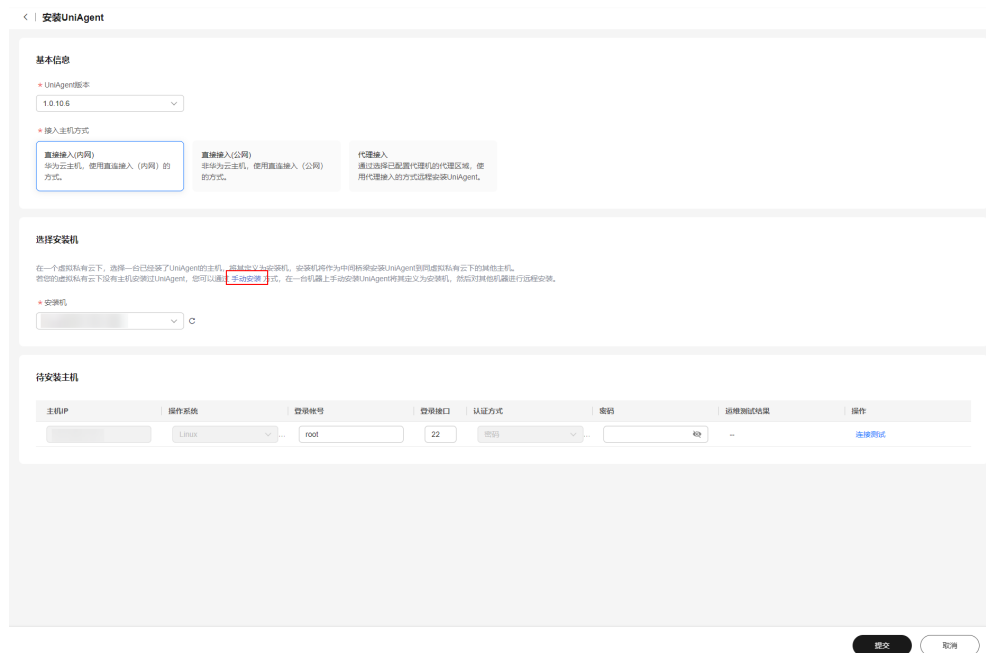 安装UniAgent
基本信息
* UniAgent版本
1.0.10.6
* 接入主机方式
直接接入(内网)
华为云主机，使用直连接入（内网）的
方式。
直接接入(公网)
非华为云主机，使用直连接入（公网）
的方式。
代理接入
通过选择已配置代理机的代理区域，使
用代理接入的方式远程安装UniAgent。
选择安装机
在一个虚拟私有云下，选择一台已经装了UniAgent的主机，将其定义为安装机，安装机将作为中间桥梁安装UniAgent到同虚拟私有云下的其他主机。
若您的虚拟私有云下没有主机安装过UniAgent，您可以通过 手动安装 方式，在一台机器上手动安装UniAgent将其定义为安装机，然后对其他机器进行远程安装。
* 安装机
待安装主机
主机IP 操作系统 登录帐号 登录接口 认证方式 密码 运维测试结果 操作
Linux ... root 22 密码 ... -- 连接测试
提交 取消